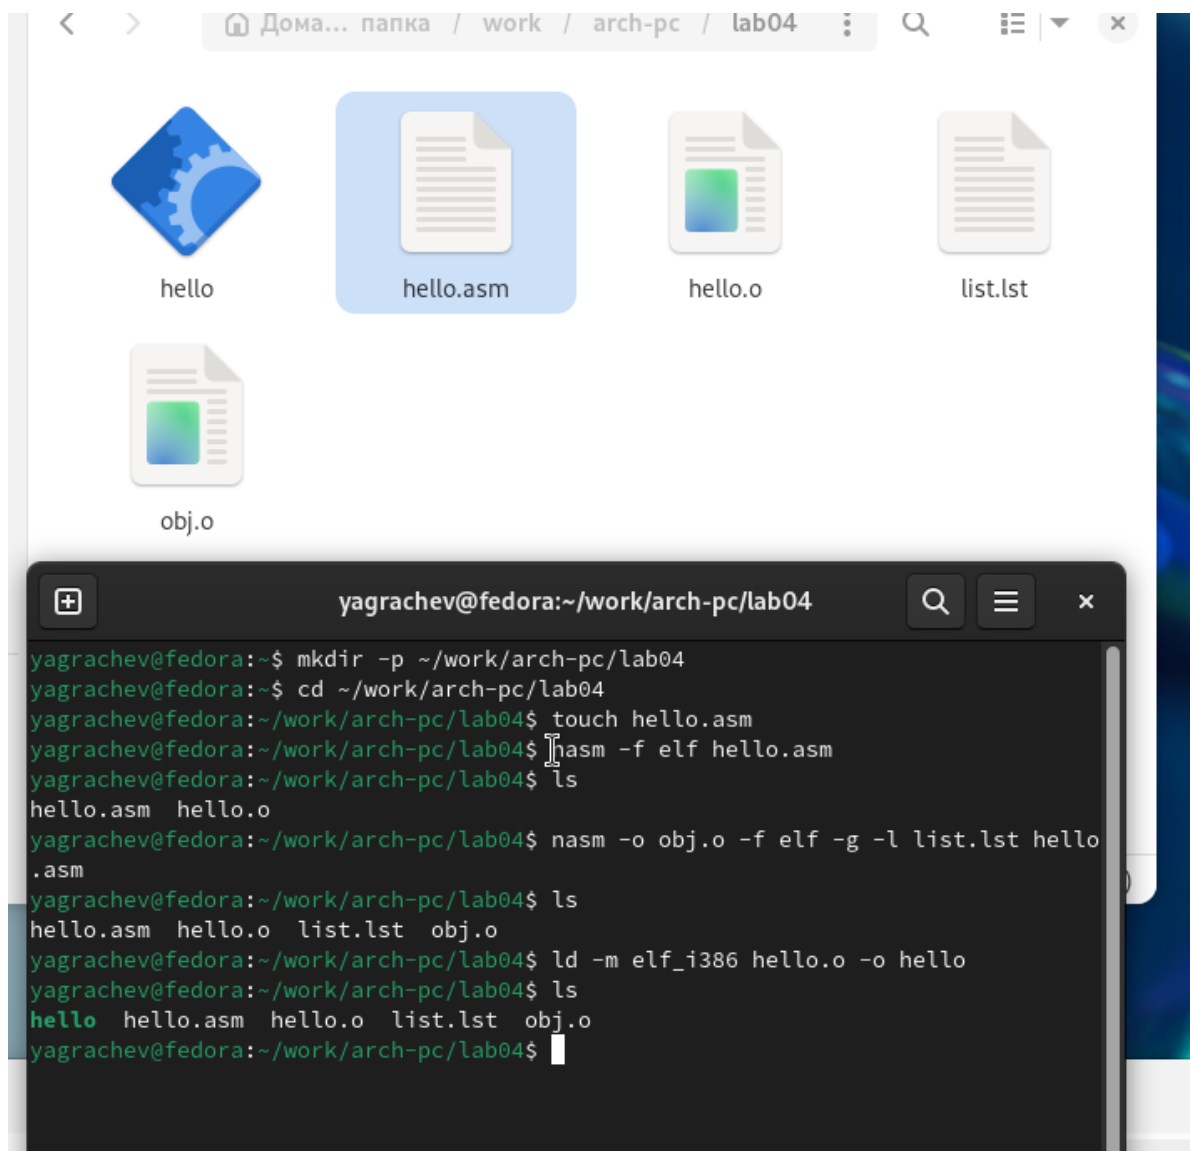 Дома... папка / work / arch-pc / lab04
hello
hello.asm
hello.o
list.lst
obj.o
yagrachev@fedora:~/work/arch-pc/lab04
yagrachev@fedora:~$ mkdir -p ~/work/arch-pc/lab04
yagrachev@fedora:~$ cd ~/work/arch-pc/lab04
yagrachev@fedora:~/work/arch-pc/lab04$ touch hello.asm
yagrachev@fedora:~/work/arch-pc/lab04$ nasm -f elf hello.asm
yagrachev@fedora:~/work/arch-pc/lab04$ ls
hello.asm  hello.o
yagrachev@fedora:~/work/arch-pc/lab04$ nasm -o obj.o -f elf -g -l list.lst hello
.asm
yagrachev@fedora:~/work/arch-pc/lab04$ ls
hello.asm  hello.o  list.lst  obj.o
yagrachev@fedora:~/work/arch-pc/lab04$ ld -m elf_i386 hello.o -o hello
yagrachev@fedora:~/work/arch-pc/lab04$ ls
hello  hello.asm  hello.o  list.lst  obj.o
yagrachev@fedora:~/work/arch-pc/lab04$